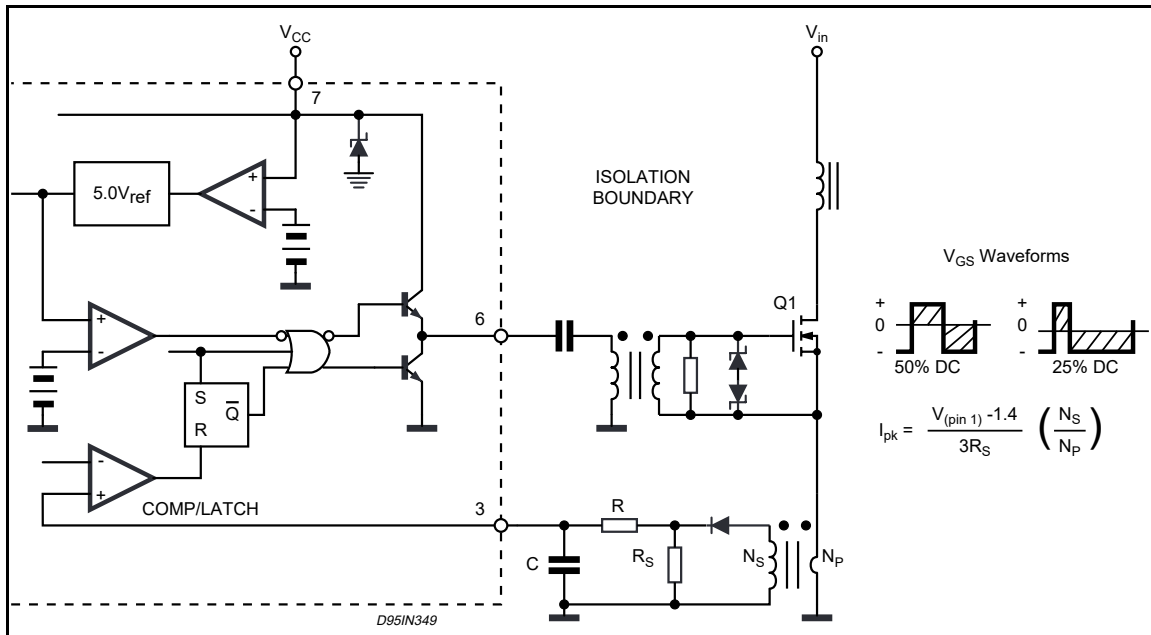 VCC
Vin
7
ISOLATION
BOUNDARY
5.0Vref
+
-
VGS Waveforms
Q1
+
0
-
50% DC
+
0
-
25% DC
6
+
-
S
R
Q̅
Ipk = V(pin 1) -1.4 / 3RS (NS / NP)
-
+
COMP/LATCH
3
R
C
RS
NS
NP
D95IN349